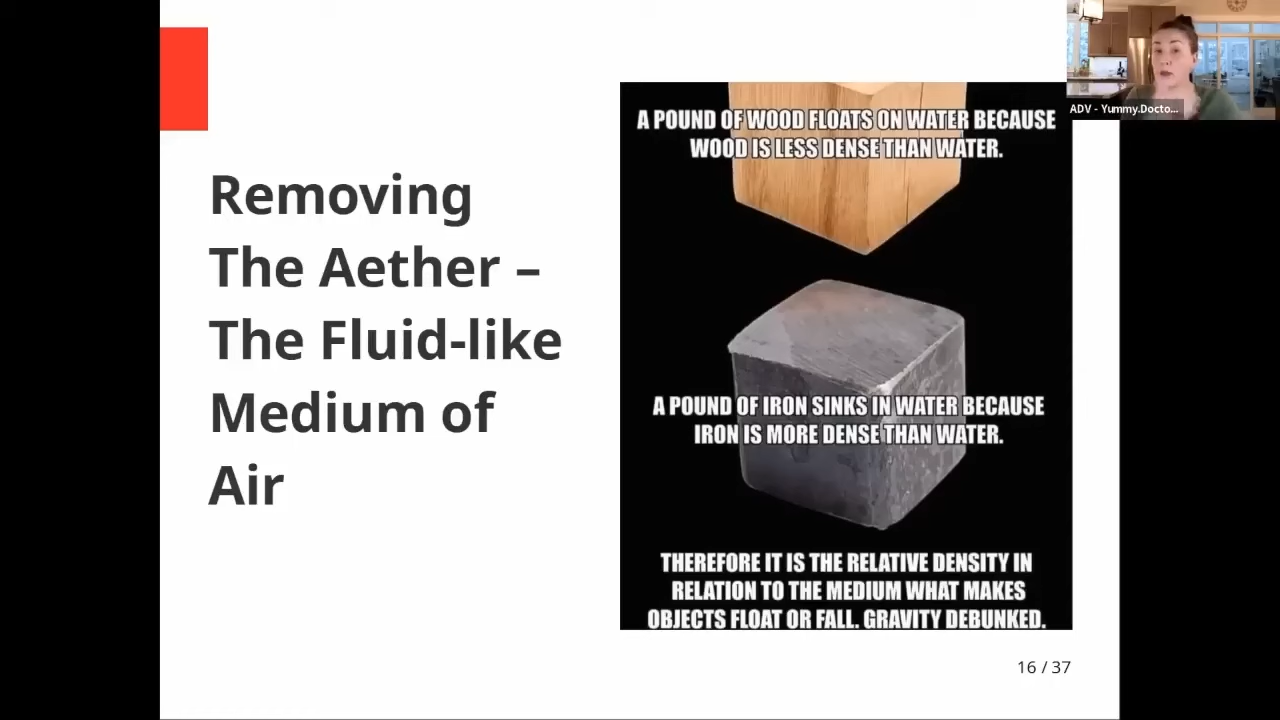 ADV - Yummy.Docto...
Removing
The Aether –
The Fluid-like
Medium of
Air
A POUND OF WOOD FLOATS ON WATER BECAUSE
WOOD IS LESS DENSE THAN WATER.
A POUND OF IRON SINKS IN WATER BECAUSE
IRON IS MORE DENSE THAN WATER.
THEREFORE IT IS THE RELATIVE DENSITY IN
RELATION TO THE MEDIUM WHAT MAKES
OBJECTS FLOAT OR FALL. GRAVITY DEBUNKED.
16 / 37